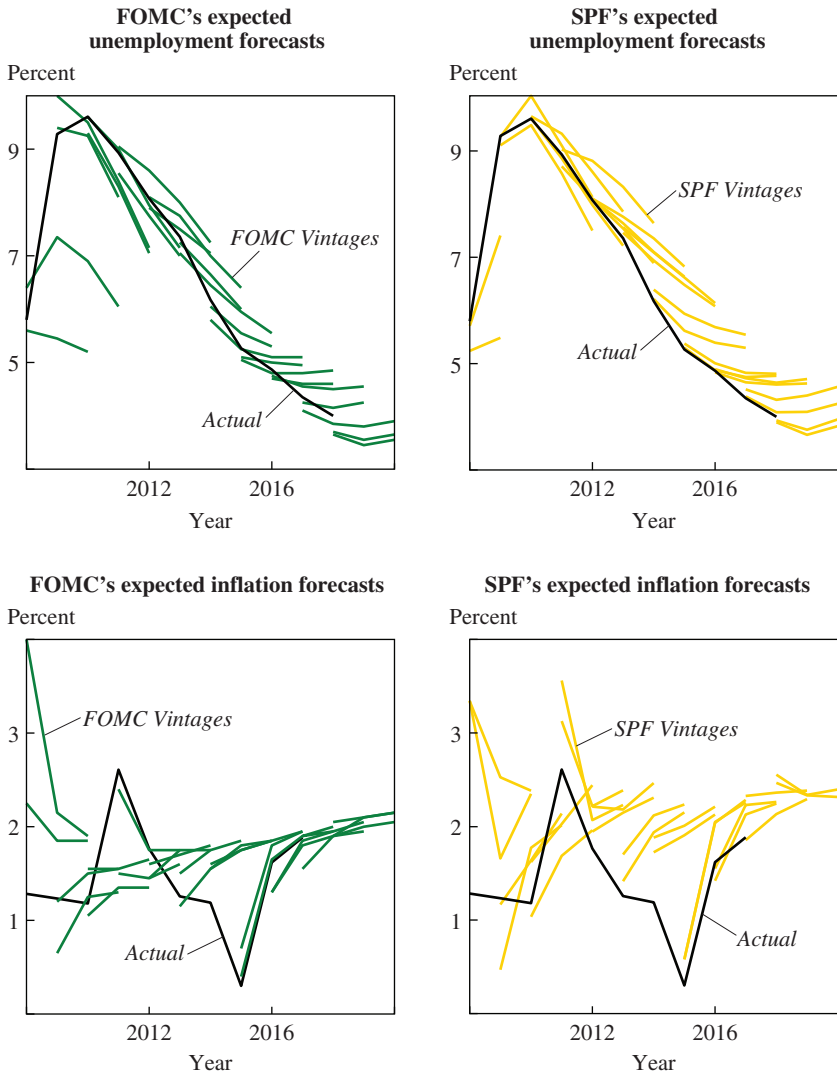 FOMC's expected
unemployment forecasts
Percent
9
7
5
FOMC Vintages
Actual
2012 2016
Year
SPF's expected
unemployment forecasts
Percent
9
7
5
SPF Vintages
Actual
2012 2016
Year
FOMC's expected inflation forecasts
Percent
3
2
1
FOMC Vintages
Actual
2012 2016
Year
SPF's expected inflation forecasts
Percent
3
2
1
SPF Vintages
Actual
2012 2016
Year